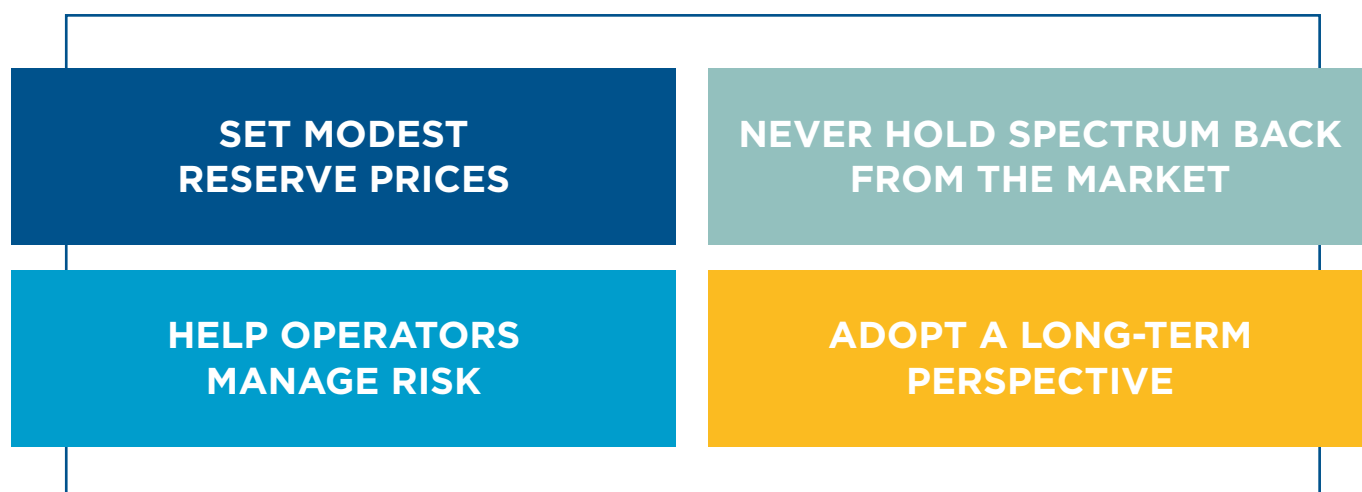 SET MODEST
RESERVE PRICES
NEVER HOLD SPECTRUM BACK
FROM THE MARKET
HELP OPERATORS
MANAGE RISK
ADOPT A LONG-TERM
PERSPECTIVE